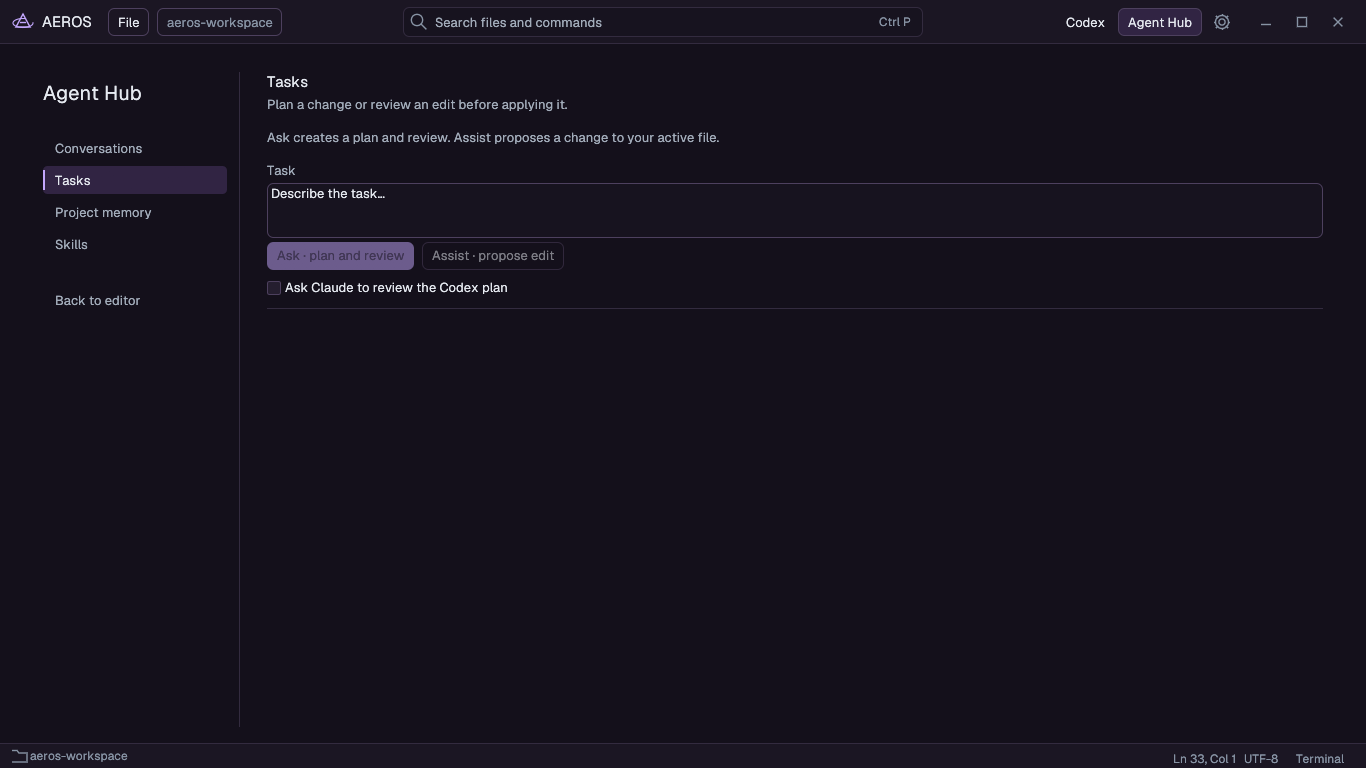 AEROS File aeros-workspace Search files and commands Ctrl P Codex Agent Hub
Agent Hub
Conversations
Tasks
Project memory
Skills
Back to editor
Tasks
Plan a change or review an edit before applying it.
Ask creates a plan and review. Assist proposes a change to your active file.
Task
Describe the task...
Ask · plan and review Assist · propose edit
Ask Claude to review the Codex plan
aeros-workspace Ln 33, Col 1 UTF-8 Terminal